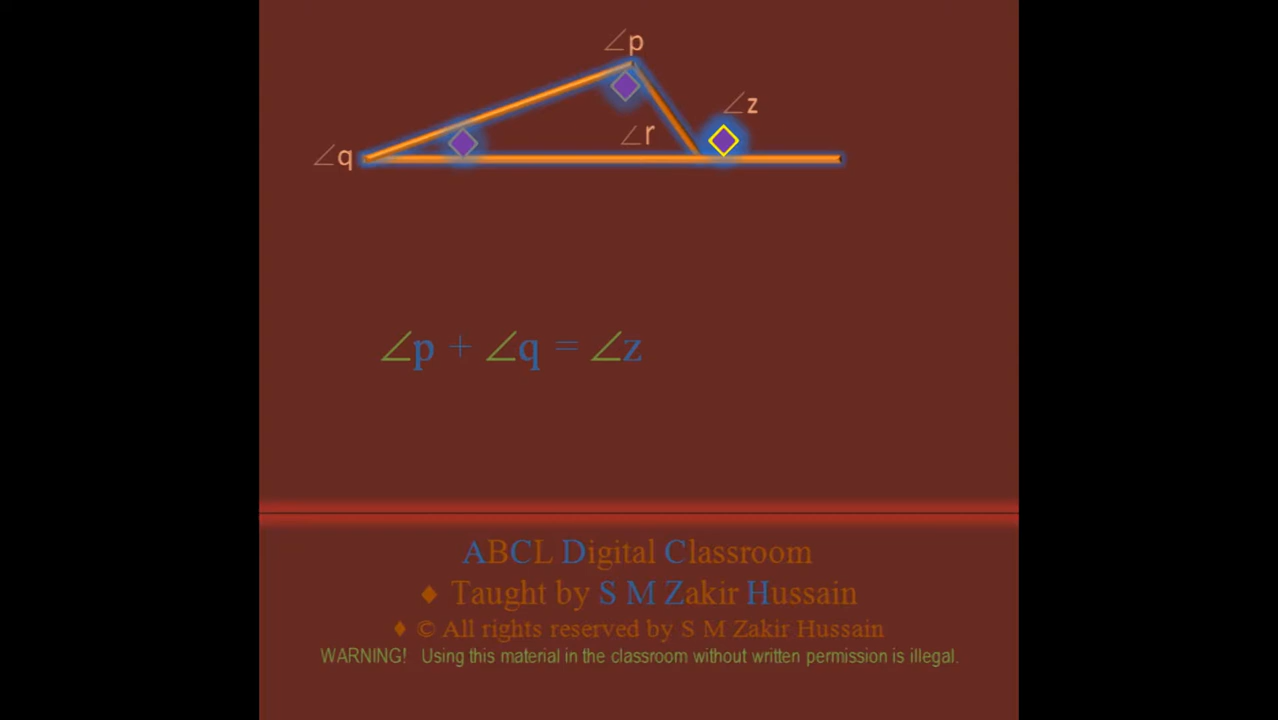 ∠p
∠z
∠r
∠q
∠p + ∠q = ∠z
ABCL Digital Classroom
♦ Taught by S M Zakir Hussain
♦ © All rights reserved by S M Zakir Hussain
WARNING! Using this material in the classroom without written permission is illegal.